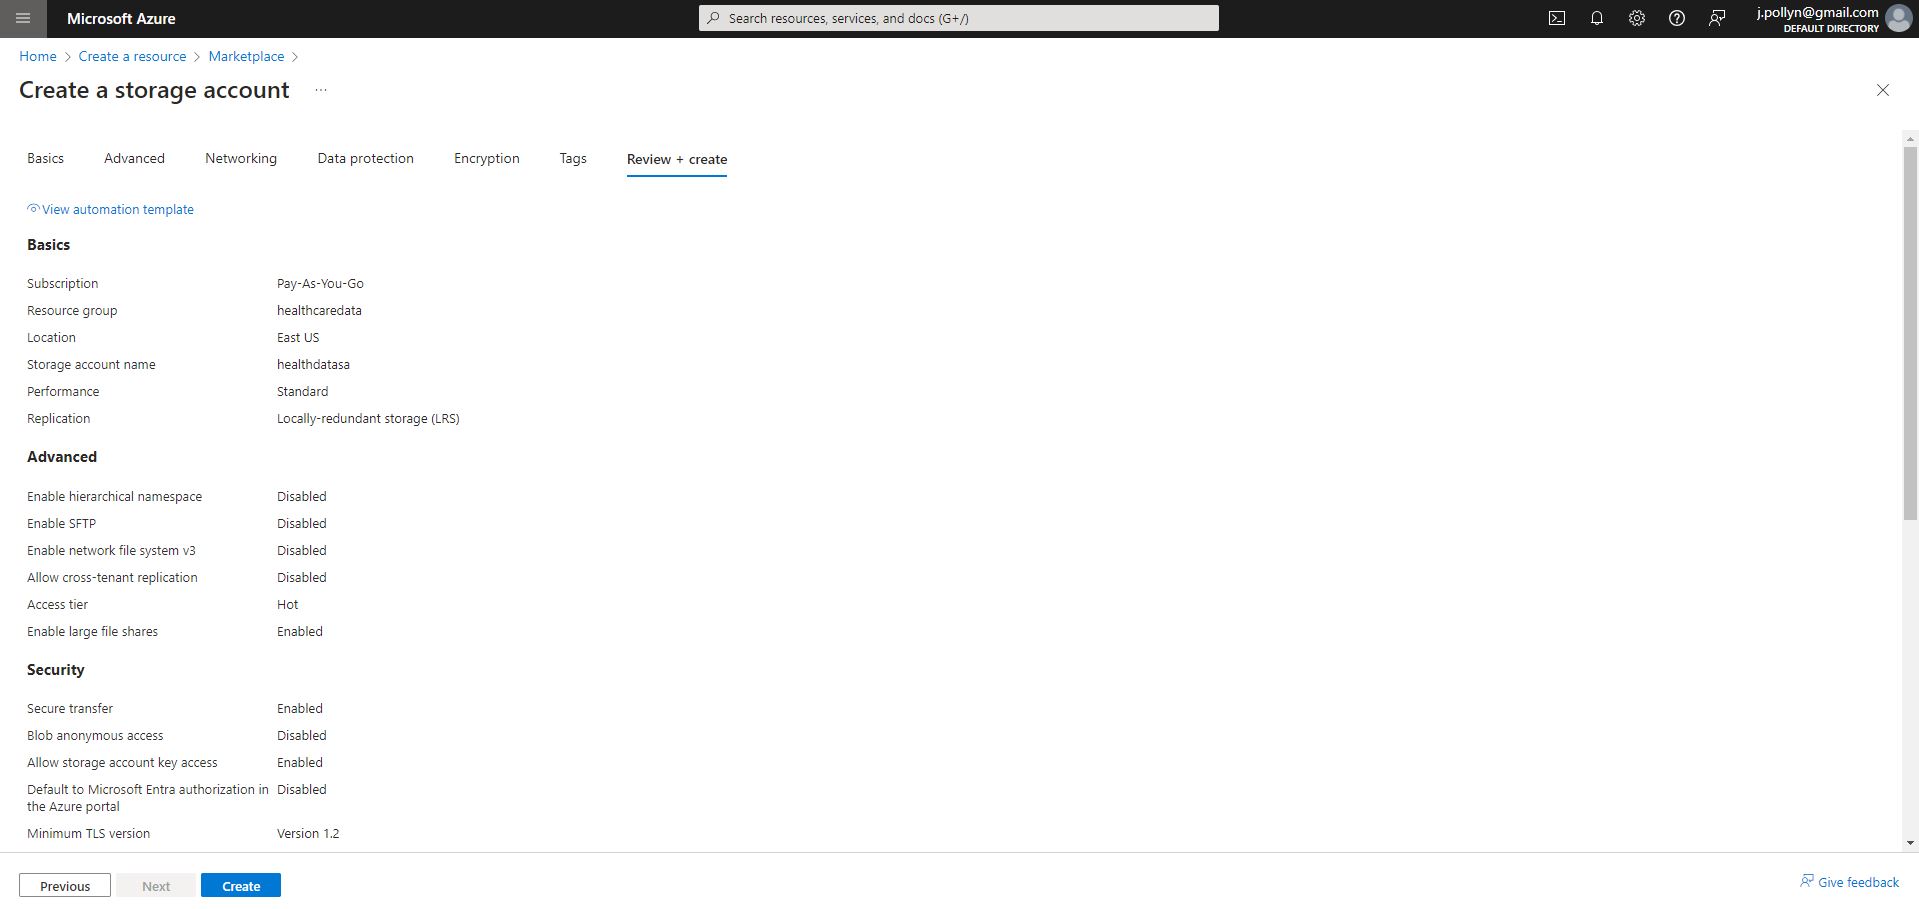 Microsoft Azure
Search resources, services, and docs (G+/)
j.pollyn@gmail.com
DEFAULT DIRECTORY
Home > Create a resource > Marketplace >
Create a storage account ...
Basics Advanced Networking Data protection Encryption Tags Review + create
View automation template
Basics
Subscription Pay-As-You-Go
Resource group healthcaredata
Location East US
Storage account name healthdatasa
Performance Standard
Replication Locally-redundant storage (LRS)
Advanced
Enable hierarchical namespace Disabled
Enable SFTP Disabled
Enable network file system v3 Disabled
Allow cross-tenant replication Disabled
Access tier Hot
Enable large file shares Enabled
Security
Secure transfer Enabled
Blob anonymous access Disabled
Allow storage account key access Enabled
Default to Microsoft Entra authorization in Disabled
the Azure portal
Minimum TLS version Version 1.2
Previous Next Create Give feedback